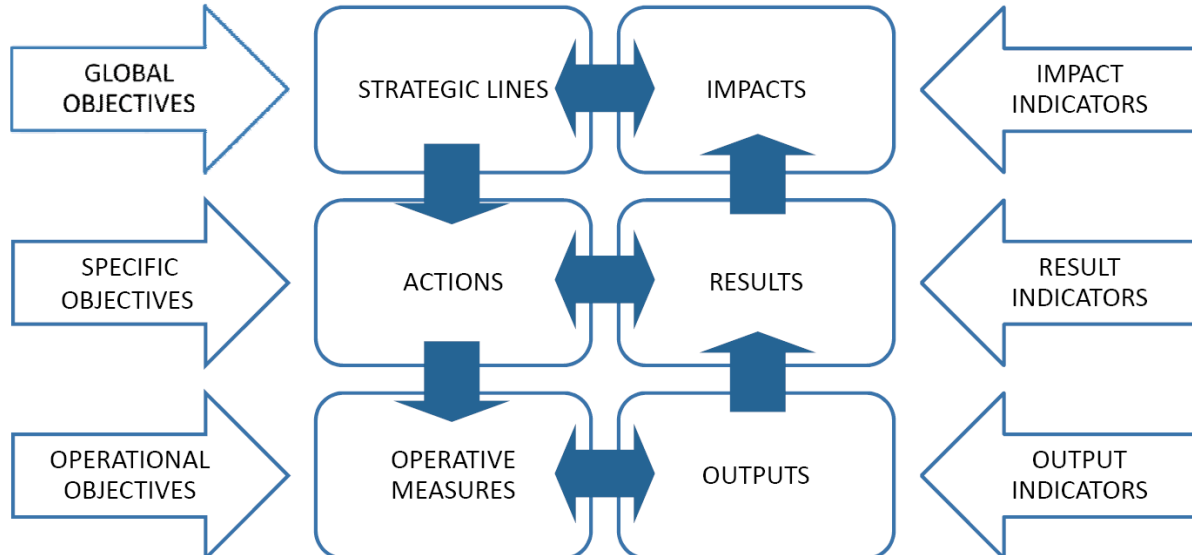 GLOBAL
OBJECTIVES
STRATEGIC LINES
IMPACTS
IMPACT
INDICATORS
SPECIFIC
OBJECTIVES
ACTIONS
RESULTS
RESULT
INDICATORS
OPERATIONAL
OBJECTIVES
OPERATIVE
MEASURES
OUTPUTS
OUTPUT
INDICATORS